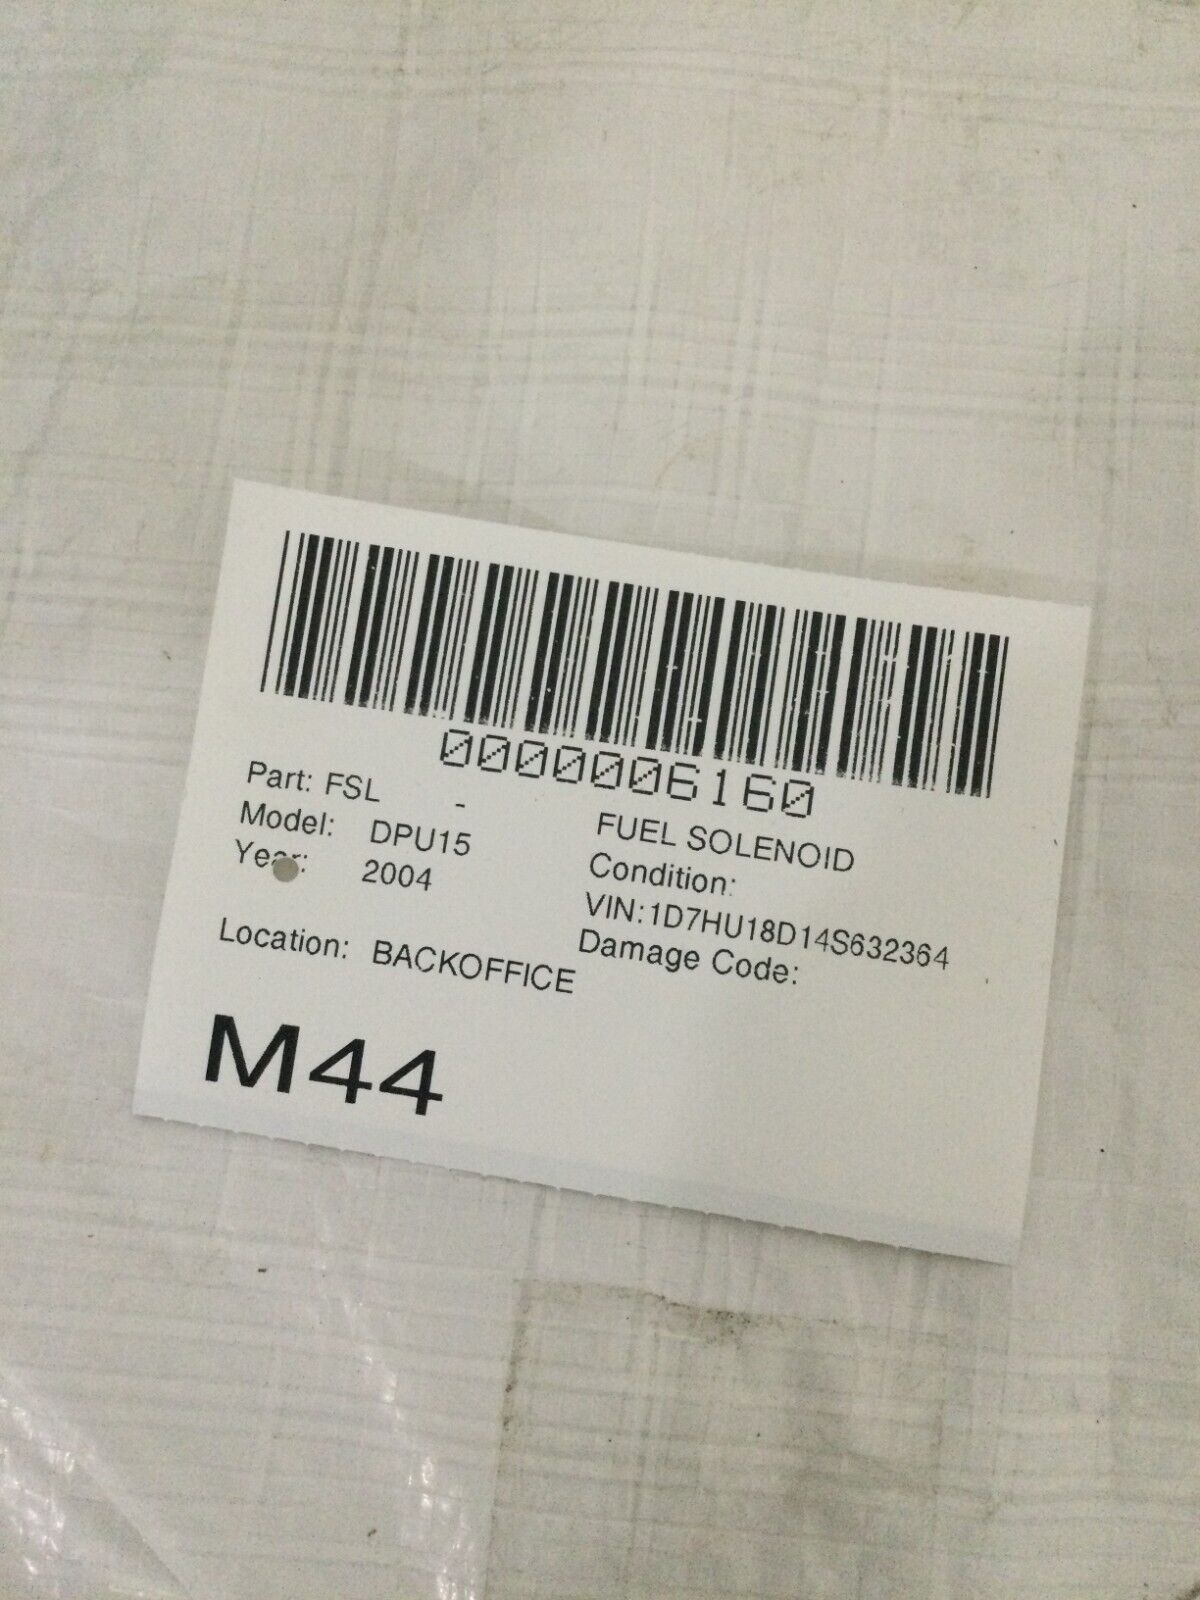 0000006160
Part: FSL - FUEL SOLENOID
Model: DPU15 Condition:
Year: 2004 VIN:1D7HU18D14S632364
Damage Code:
Location: BACKOFFICE
M44